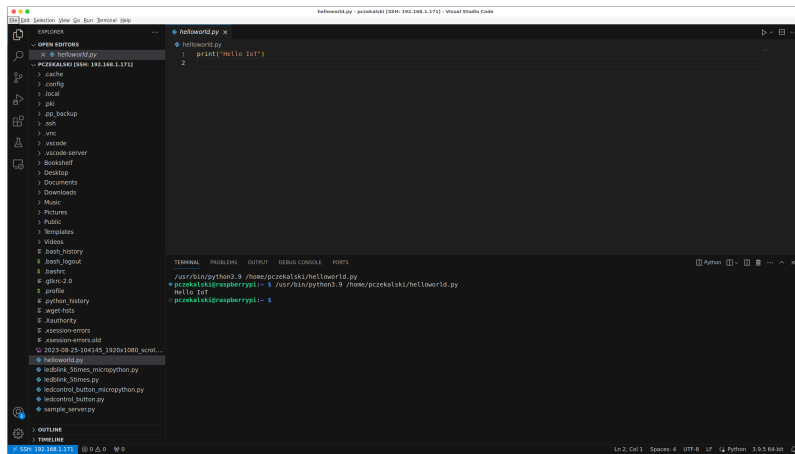 helloworld.py - pczekalski [SSH: 192.168.1.171] - Visual Studio Code
File Edit Selection View Go Run Terminal Help
EXPLORER
OPEN EDITORS
helloworld.py
PCZEKALSKI [SSH: 192.168.1.171]
.cache
.config
.local
.pki
.pp_backup
.ssh
.vnc
.vscode
.vscode-server
Bookshelf
Desktop
Documents
Downloads
Music
Pictures
Public
Templates
Videos
.bash_history
.bash_logout
.bashrc
.gtkrc-2.0
.profile
.python_history
.wget-hsts
.Xauthority
.xsession-errors
.xsession-errors.old
2023-08-25-104145_1920x1080_scrot....
helloworld.py
ledblink_5times_micropython.py
ledblink_5times.py
ledcontrol_button_micropython.py
ledcontrol_button.py
sample_server.py
OUTLINE
TIMELINE
helloworld.py
helloworld.py
1 print("Hello IoT")
2
TERMINAL PROBLEMS OUTPUT DEBUG CONSOLE PORTS
Python
/usr/bin/python3.9 /home/pczekalski/helloworld.py
pczekalski@raspberrypi:~ $ /usr/bin/python3.9 /home/pczekalski/helloworld.py
Hello IoT
pczekalski@raspberrypi:~ $
SSH: 192.168.1.171 0 0 0
Ln 2, Col 1 Spaces: 4 UTF-8 LF Python 3.9.5 64-bit